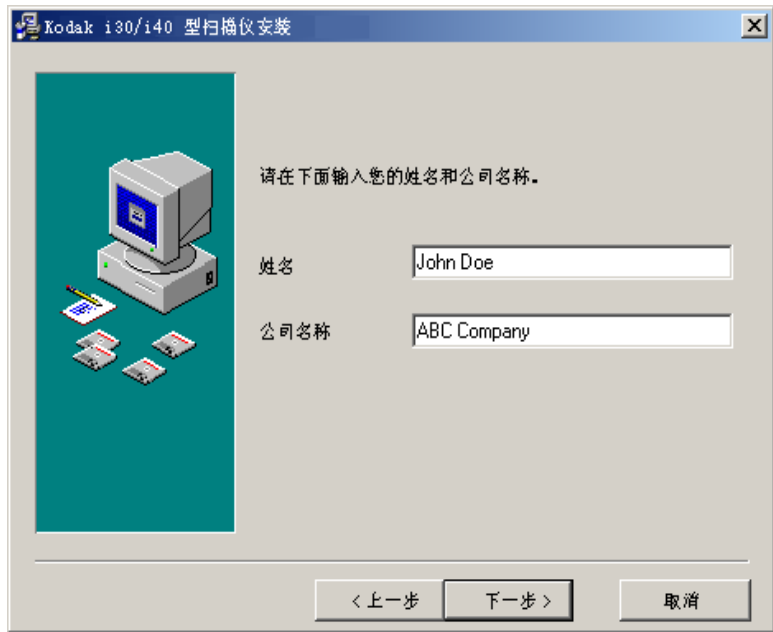 Kodak i30/i40 型扫描仪安装
请在下面输入您的姓名和公司名称。
姓名
John Doe
公司名称
ABC Company
<上一步
下一步>
取消